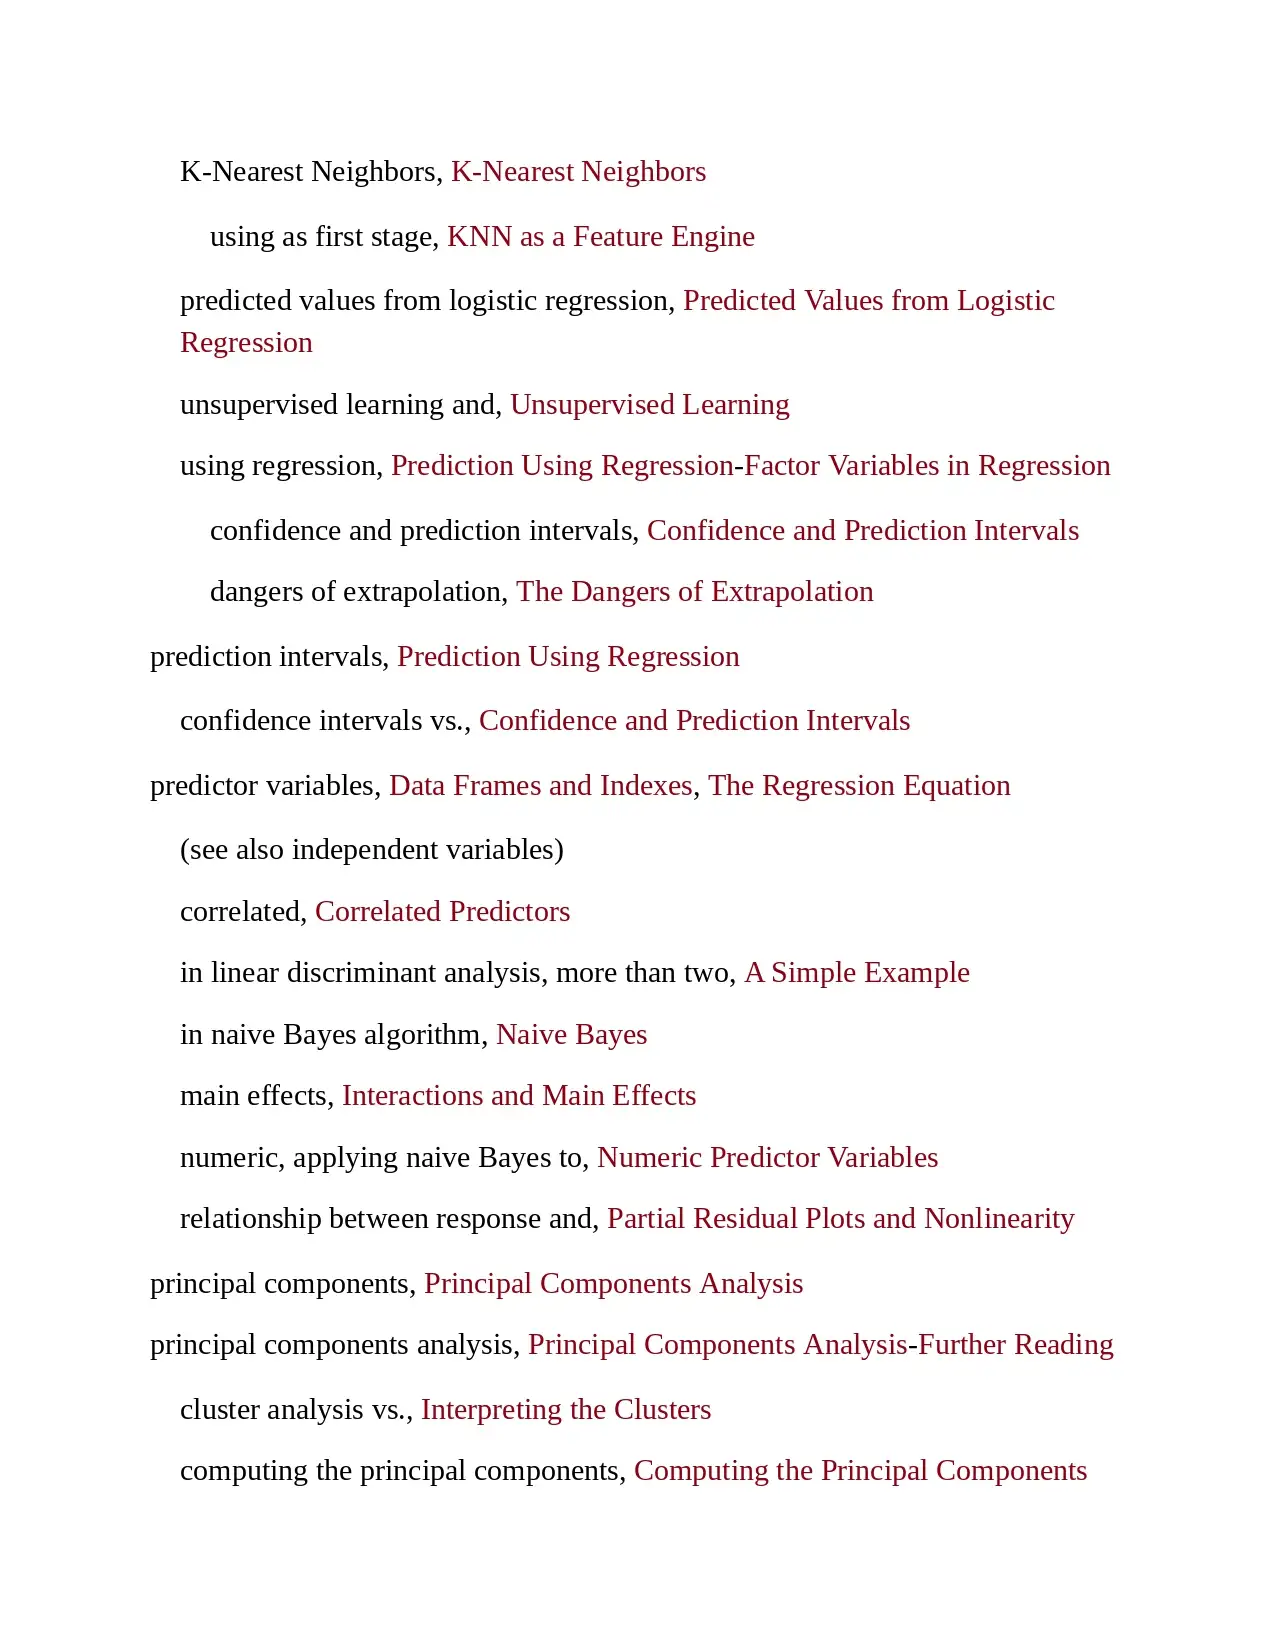 K-Nearest Neighbors, K-Nearest Neighbors
using as first stage, KNN as a Feature Engine
predicted values from logistic regression, Predicted Values from Logistic
Regression
unsupervised learning and, Unsupervised Learning
using regression, Prediction Using Regression-Factor Variables in Regression
confidence and prediction intervals, Confidence and Prediction Intervals
dangers of extrapolation, The Dangers of Extrapolation
prediction intervals, Prediction Using Regression
confidence intervals vs., Confidence and Prediction Intervals
predictor variables, Data Frames and Indexes, The Regression Equation
(see also independent variables)
correlated, Correlated Predictors
in linear discriminant analysis, more than two, A Simple Example
in naive Bayes algorithm, Naive Bayes
main effects, Interactions and Main Effects
numeric, applying naive Bayes to, Numeric Predictor Variables
relationship between response and, Partial Residual Plots and Nonlinearity
principal components, Principal Components Analysis
principal components analysis, Principal Components Analysis-Further Reading
cluster analysis vs., Interpreting the Clusters
computing the principal components, Computing the Principal Components